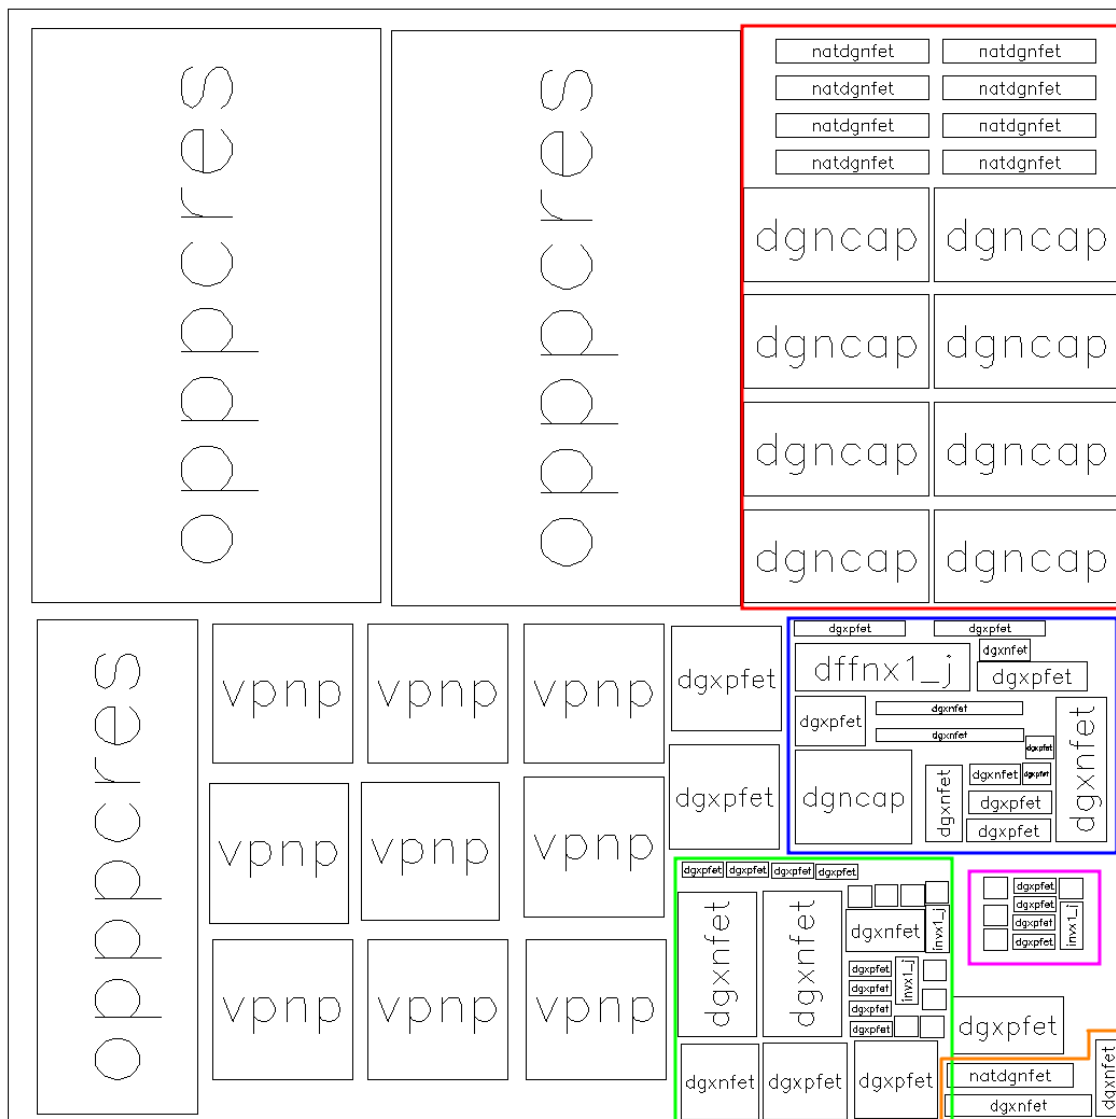 oppcres
oppcres
natdgnfet natdgnfet
natdgnfet natdgnfet
natdgnfet natdgnfet
natdgnfet natdgnfet
dgncap dgncap
dgncap dgncap
dgncap dgncap
dgncap dgncap
oppcres
vpnp vpnp vpnp
vpnp vpnp vpnp
vpnp vpnp vpnp
dgxpfet
dgxpfet
dgxpfet dgxpfet
dffnx1_j dgxnfet
dgxpfet
dgxpfet dgxnfet
dgxnfet
dgxnfet
dgxpfet
dgncap dgxnfet dgxnfet dgxpfet
dgxpfet
dgxpfet
dgxpfet dgxpfet dgxpfet dgxpfet
dgxnfet dgxnfet dgxnfet invx1_j
dgxpfet invx1_j
dgxpfet
dgxpfet
dgxpfet
dgxnfet dgxpfet dgxpfet
dgxpfet
dgxpfet invx1_j
dgxpfet
dgxpfet
dgxpfet
natdgnfet dgxnfet
dgxnfet